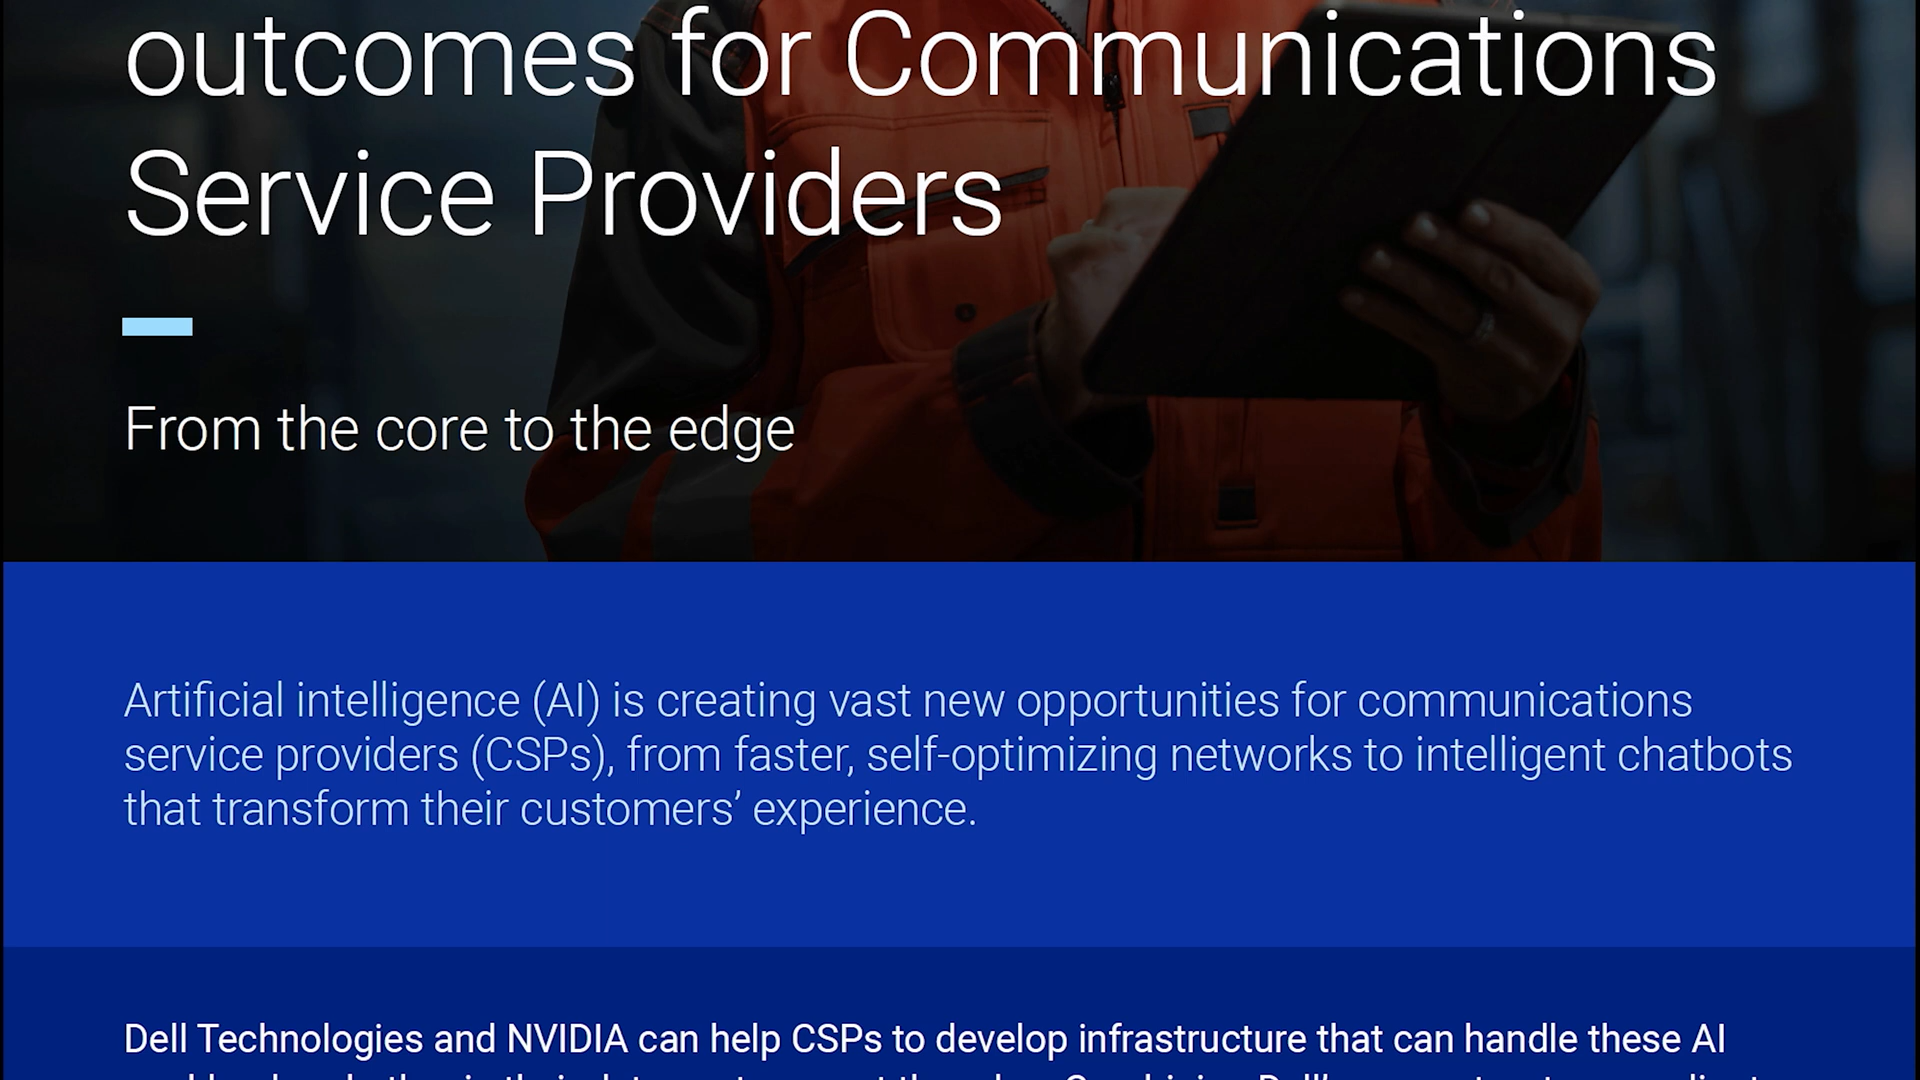 outcomes for Communications
Service Providers
From the core to the edge
Artificial intelligence (AI) is creating vast new opportunities for communications
service providers (CSPs), from faster, self-optimizing networks to intelligent chatbots
that transform their customers’ experience.
Dell Technologies and NVIDIA can help CSPs to develop infrastructure that can handle these AI